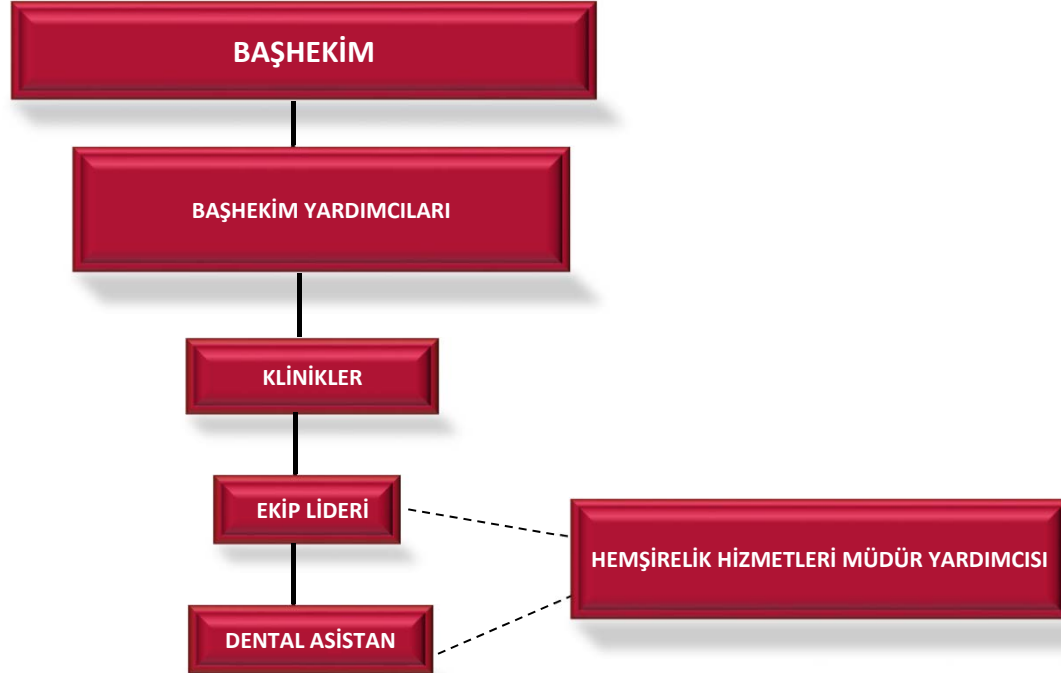 BAŞHEKİM
BAŞHEKİM YARDIMCILARI
KLİNİKLER
EKİP LİDERİ
HEMŞİRELİK HİZMETLERİ MÜDÜR YARDIMCISI
DENTAL ASİSTAN